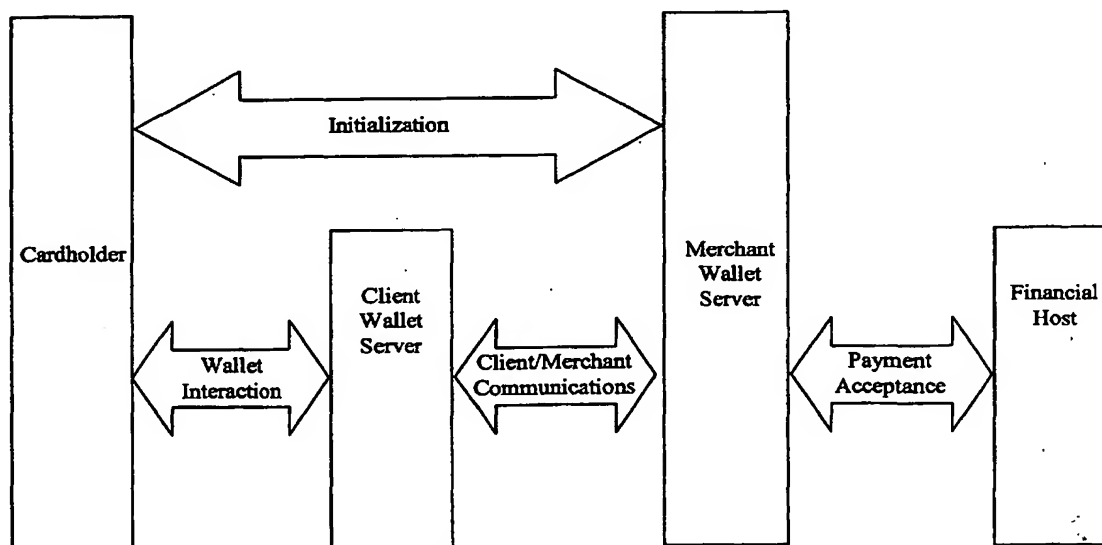 Initialization
Cardholder
Client
Wallet
Server
Merchant
Wallet
Server
Financial
Host
Wallet
Interaction
Client/Merchant
Communications
Payment
Acceptance